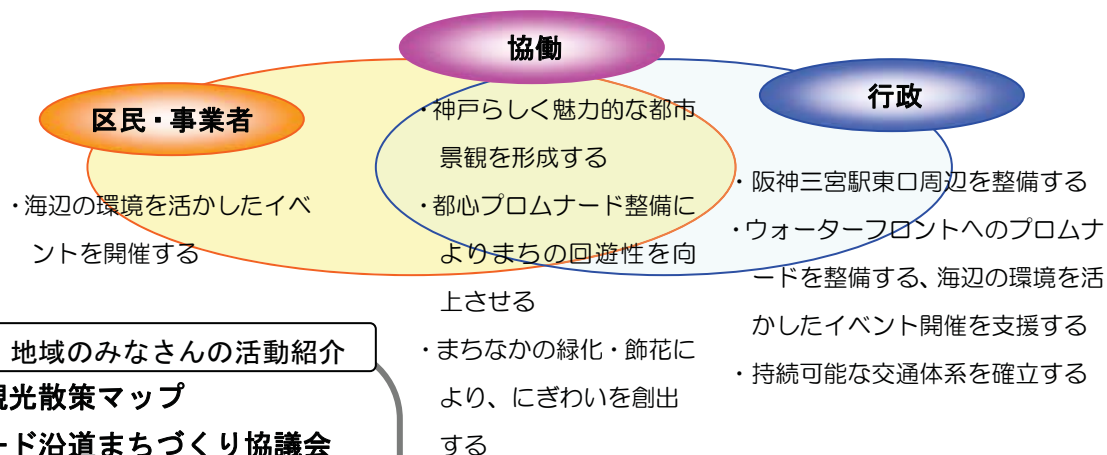 協働
区民・事業者
行政
・海辺の環境を活かしたイベ
ントを開催する
・神戸らしく魅力的な都市
景観を形成する
・都心プロムナード整備に
よりまちの回遊性を向
上させる
・まちなかの緑化・飾花に
より、にぎわいを創出
する
・阪神三宮駅東口周辺を整備する
・ウォーターフロントへのプロムナ
ードを整備する、海辺の環境を活
かしたイベント開催を支援する
・持続可能な交通体系を確立する
地域のみなさんの活動紹介
観光散策マップ
ード沿道まちづくり協議会